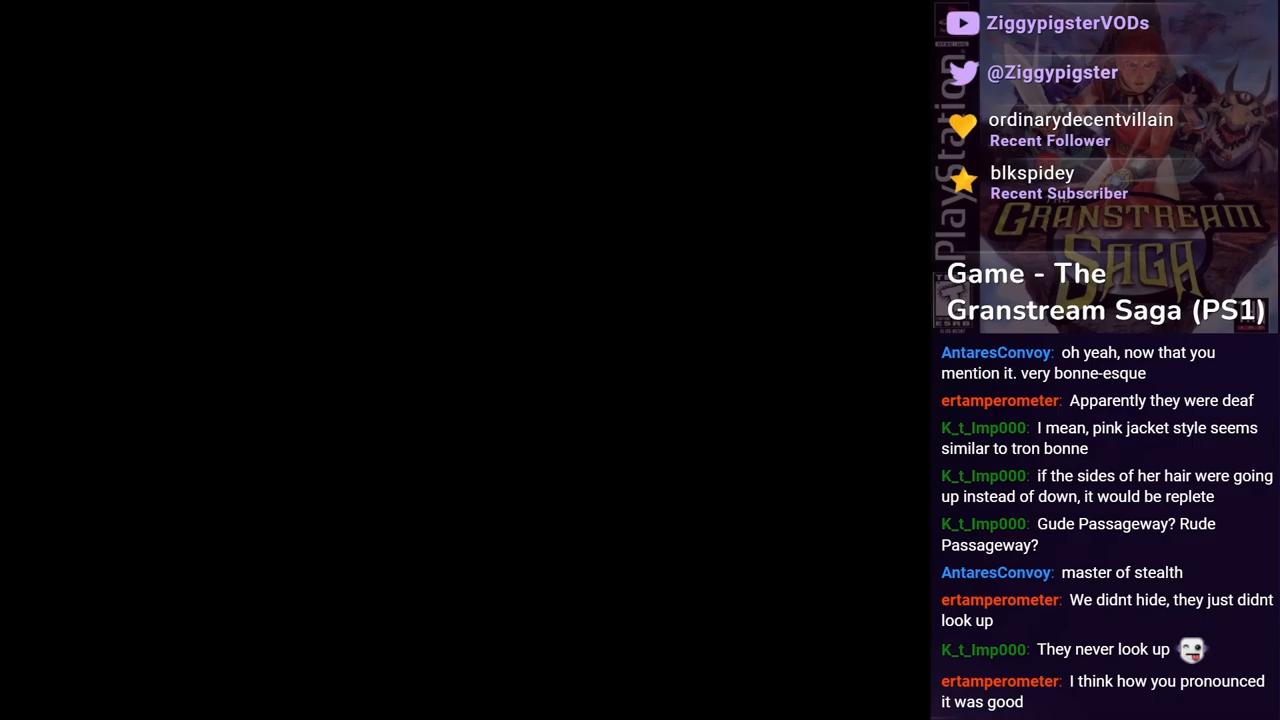 ZiggypigsterVODs
@Ziggypigster
ordinarydecentvillain
Recent Follower
blkspidey
Recent Subscriber
PlayStation
THE
GRANSTREAM
SAGA
Game - The
Granstream Saga (PS1)
AntaresConvoy: oh yeah, now that you
mention it. very bonne-esque
ertamperometer: Apparently they were deaf
K_t_Imp000: I mean, pink jacket style seems
similar to tron bonne
K_t_Imp000: if the sides of her hair were going
up instead of down, it would be replete
K_t_Imp000: Gude Passageway? Rude
Passageway?
AntaresConvoy: master of stealth
ertamperometer: We didnt hide, they just didnt
look up
K_t_Imp000: They never look up
ertamperometer: I think how you pronounced
it was good